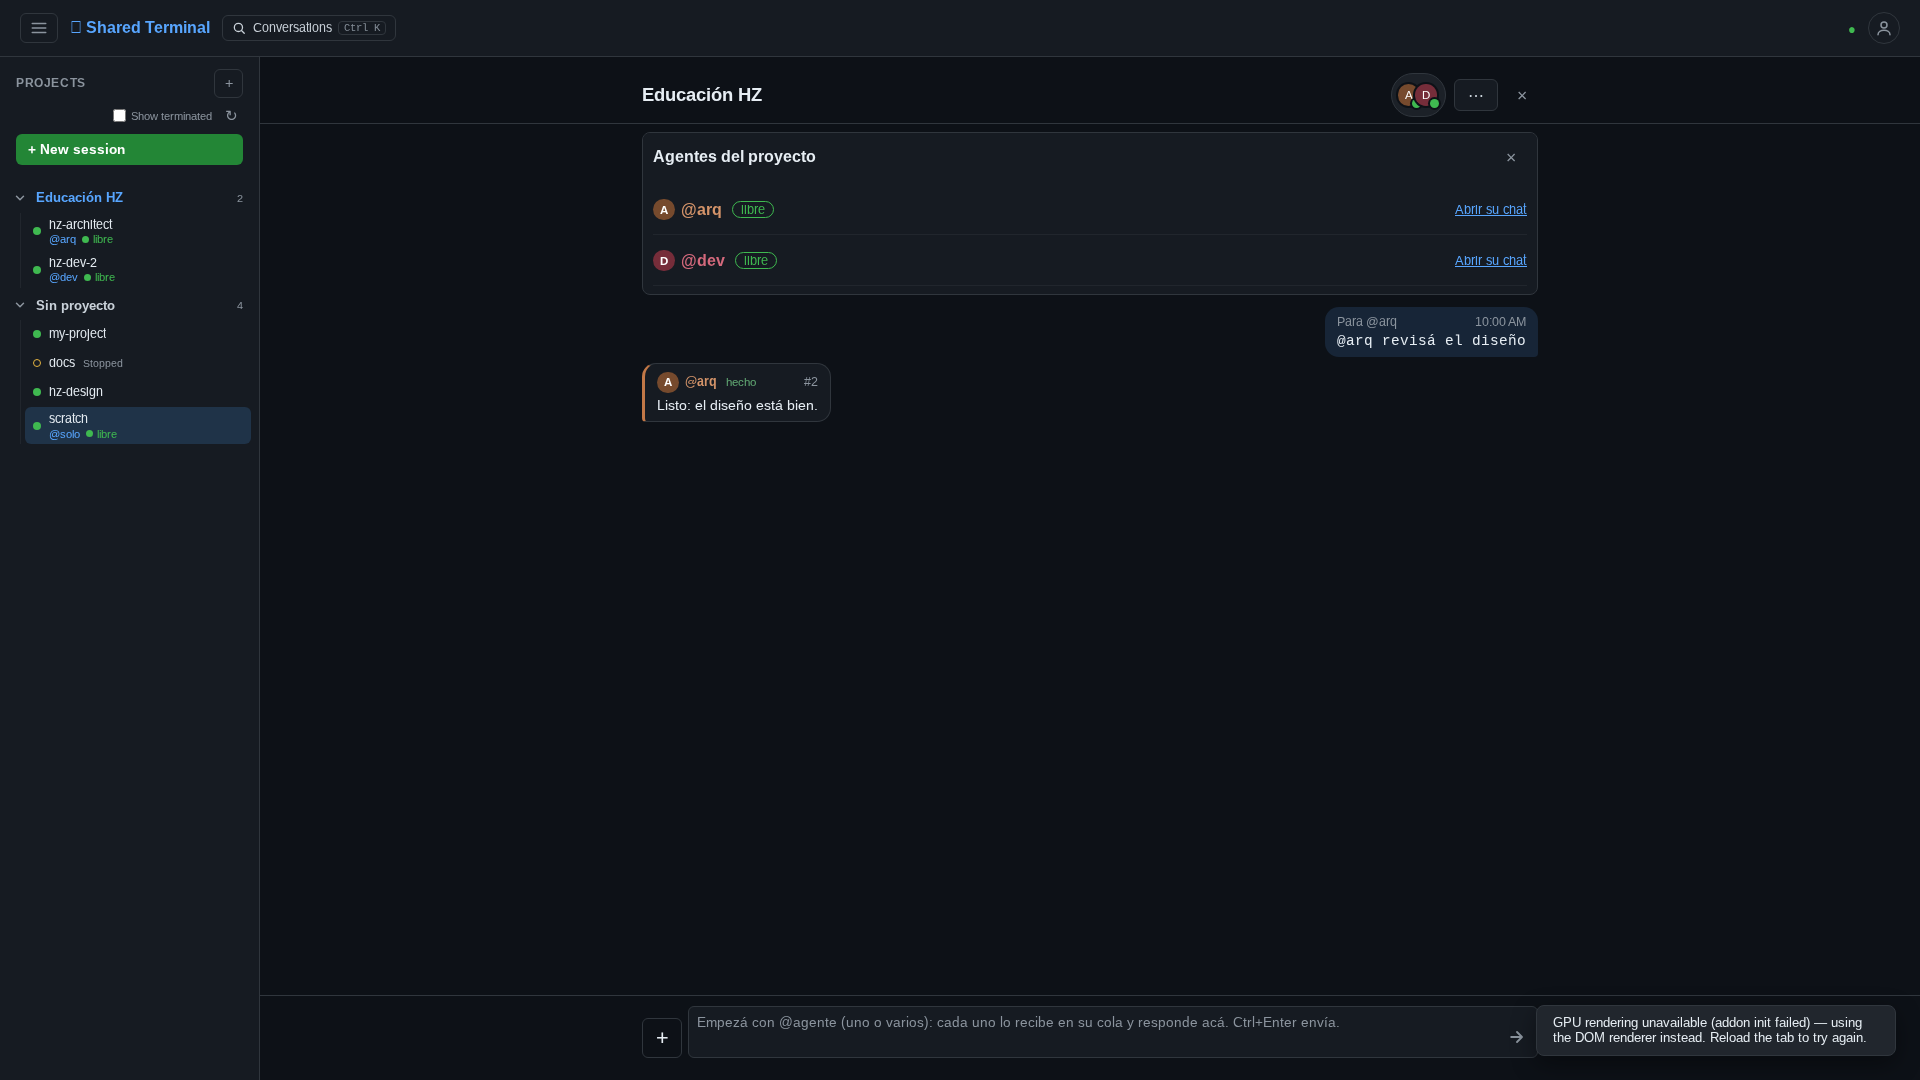 Shared Terminal
Conversations Ctrl K
PROJECTS
+
Show terminated ↻
+ New session
Educación HZ 2
hz-architect
@arq libre
hz-dev-2
@dev libre
Sin proyecto 4
my-project
docs Stopped
hz-design
scratch
@solo libre
Educación HZ
A D ⋯ ×
Agentes del proyecto ×
A @arq libre Abrir su chat
D @dev libre Abrir su chat
Para @arq 10:00 AM
@arq revisá el diseño
A @arq hecho #2
Listo: el diseño está bien.
+
Empezá con @agente (uno o varios): cada uno lo recibe en su cola y responde acá. Ctrl+Enter envía.
GPU rendering unavailable (addon init failed) — using
the DOM renderer instead. Reload the tab to try again.